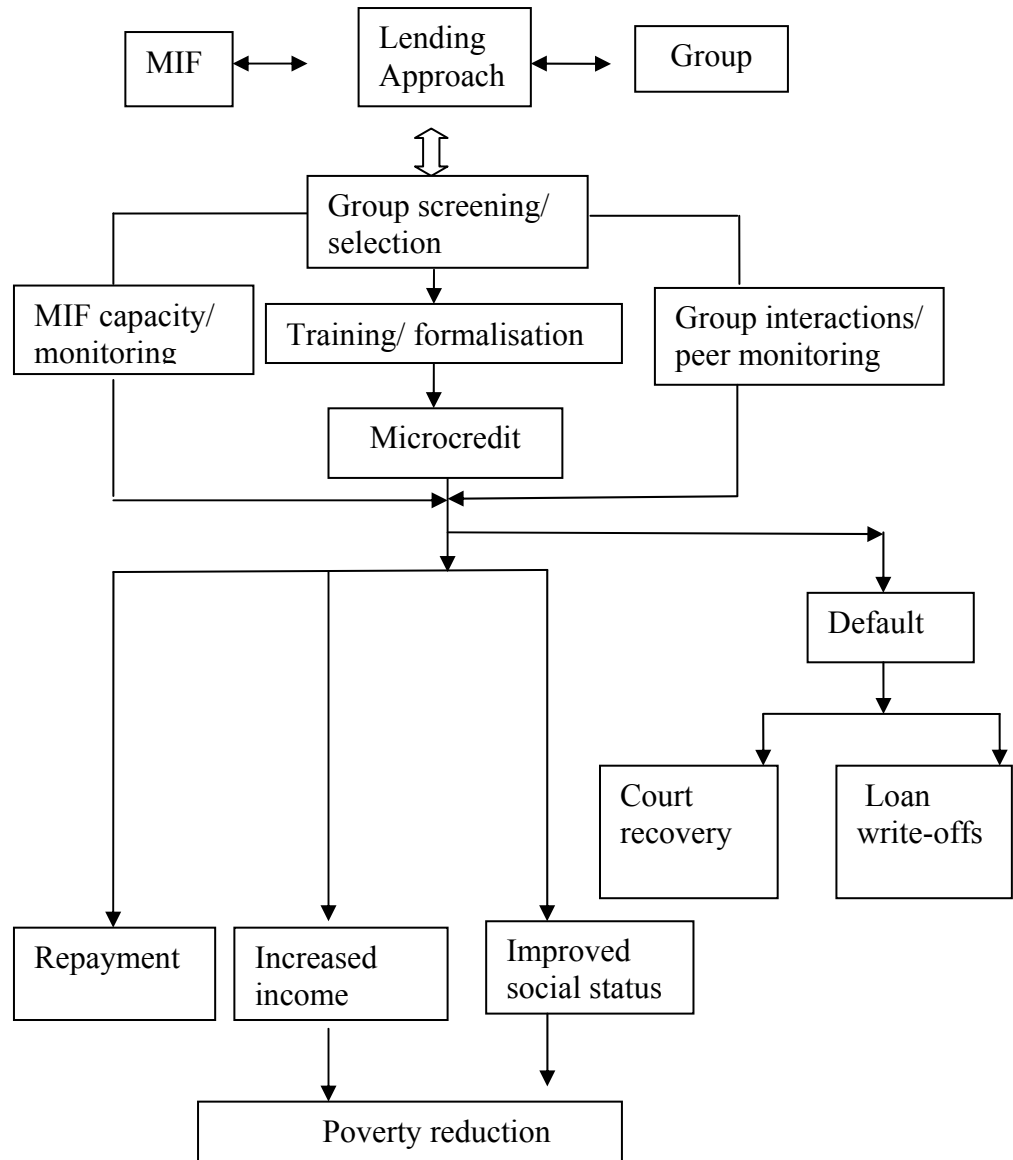 MIF
Lending
Approach
Group
Group screening/
selection
MIF capacity/
monitoring
Training/ formalisation
Group interactions/
peer monitoring
Microcredit
Default
Court
recovery
Loan
write-offs
Repayment
Increased
income
Improved
social status
Poverty reduction